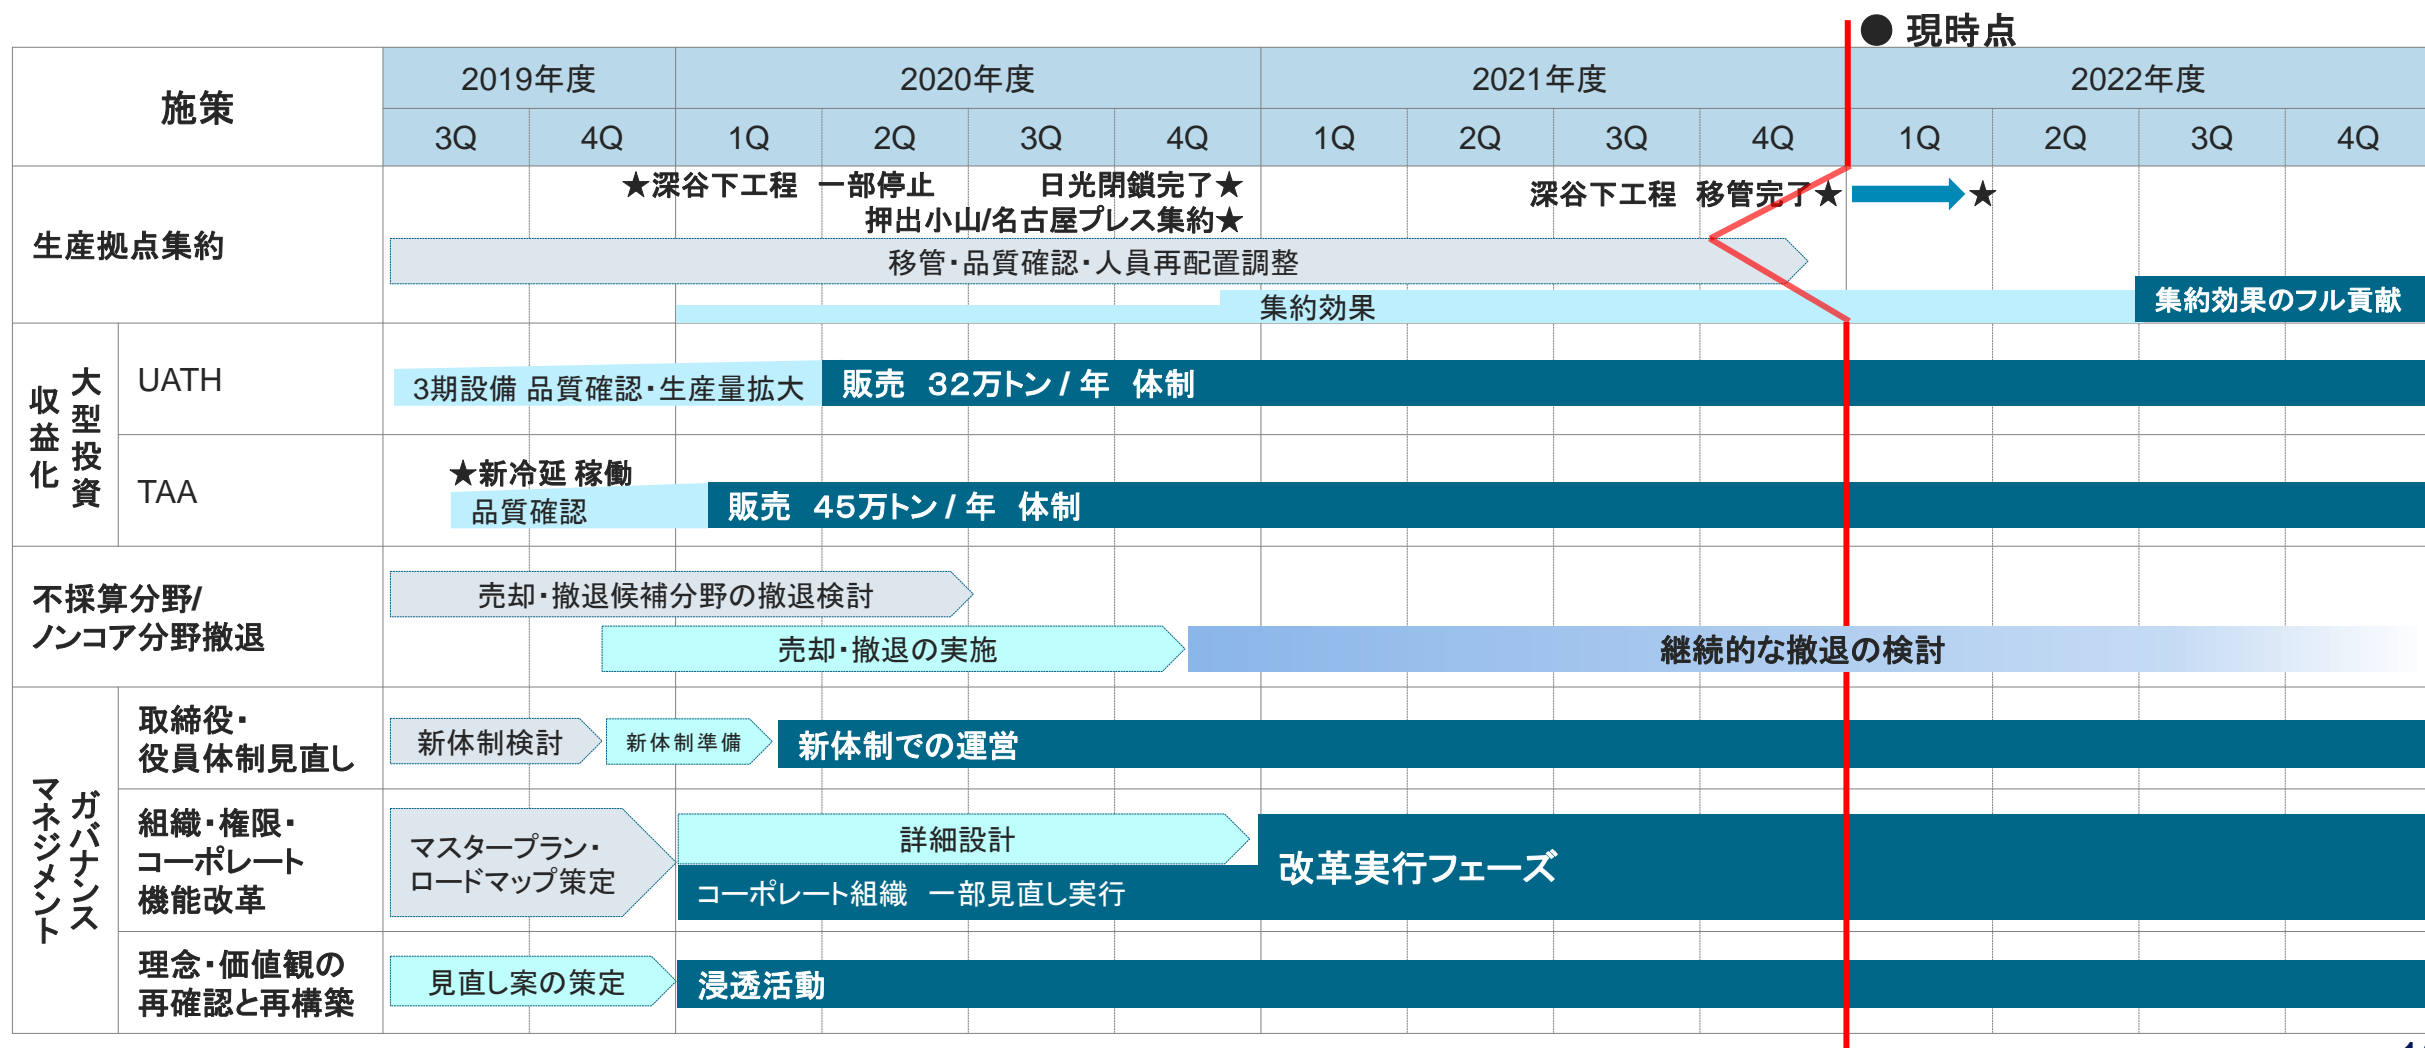 ● 現時点
施策
2019年度
2020年度
2021年度
2022年度
3Q
4Q
1Q
2Q
3Q
4Q
1Q
2Q
3Q
4Q
1Q
2Q
3Q
4Q
生産拠点集約
★深谷下工程 一部停止
日光閉鎖完了★
押出小山/名古屋プレス集約★
深谷下工程 移管完了★
★
移管・品質確認・人員再配置調整
集約効果
集約効果のフル貢献
大型投資
収益化
UATH
3期設備 品質確認・生産量拡大
販売 32万トン / 年 体制
TAA
★新冷延 稼働
品質確認
販売 45万トン / 年 体制
不採算分野/
ノンコア分野撤退
売却・撤退候補分野の撤退検討
売却・撤退の実施
継続的な撤退の検討
ガバナンス
マネジメント
取締役・
役員体制見直し
新体制検討
新体制準備
新体制での運営
組織・権限・
コーポレート
機能改革
マスタープラン・
ロードマップ策定
詳細設計
コーポレート組織 一部見直し実行
改革実行フェーズ
理念・価値観の
再確認と再構築
見直し案の策定
浸透活動